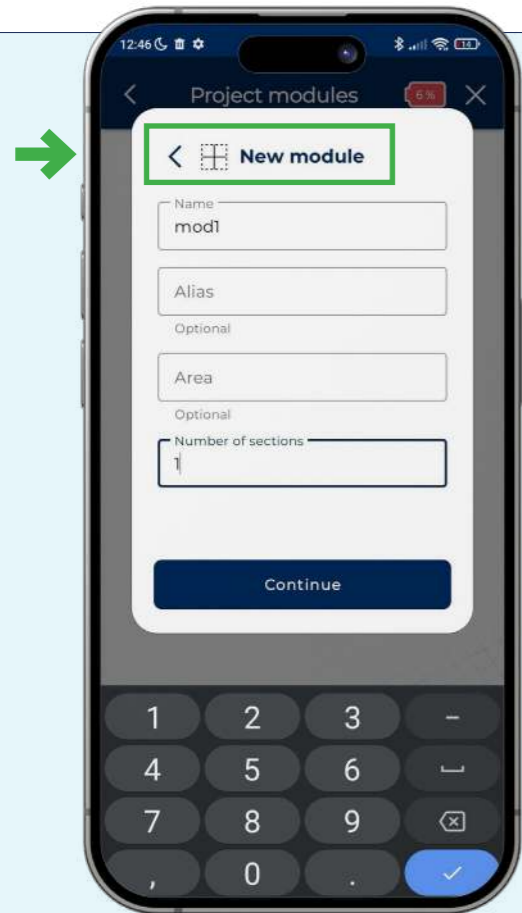 12:46
14
Project modules
6%
New module
Name
mod1
Alias
Optional
Area
Optional
Number of sections
1
Continue
1 2 3 -
4 5 6
7 8 9
, 0 .